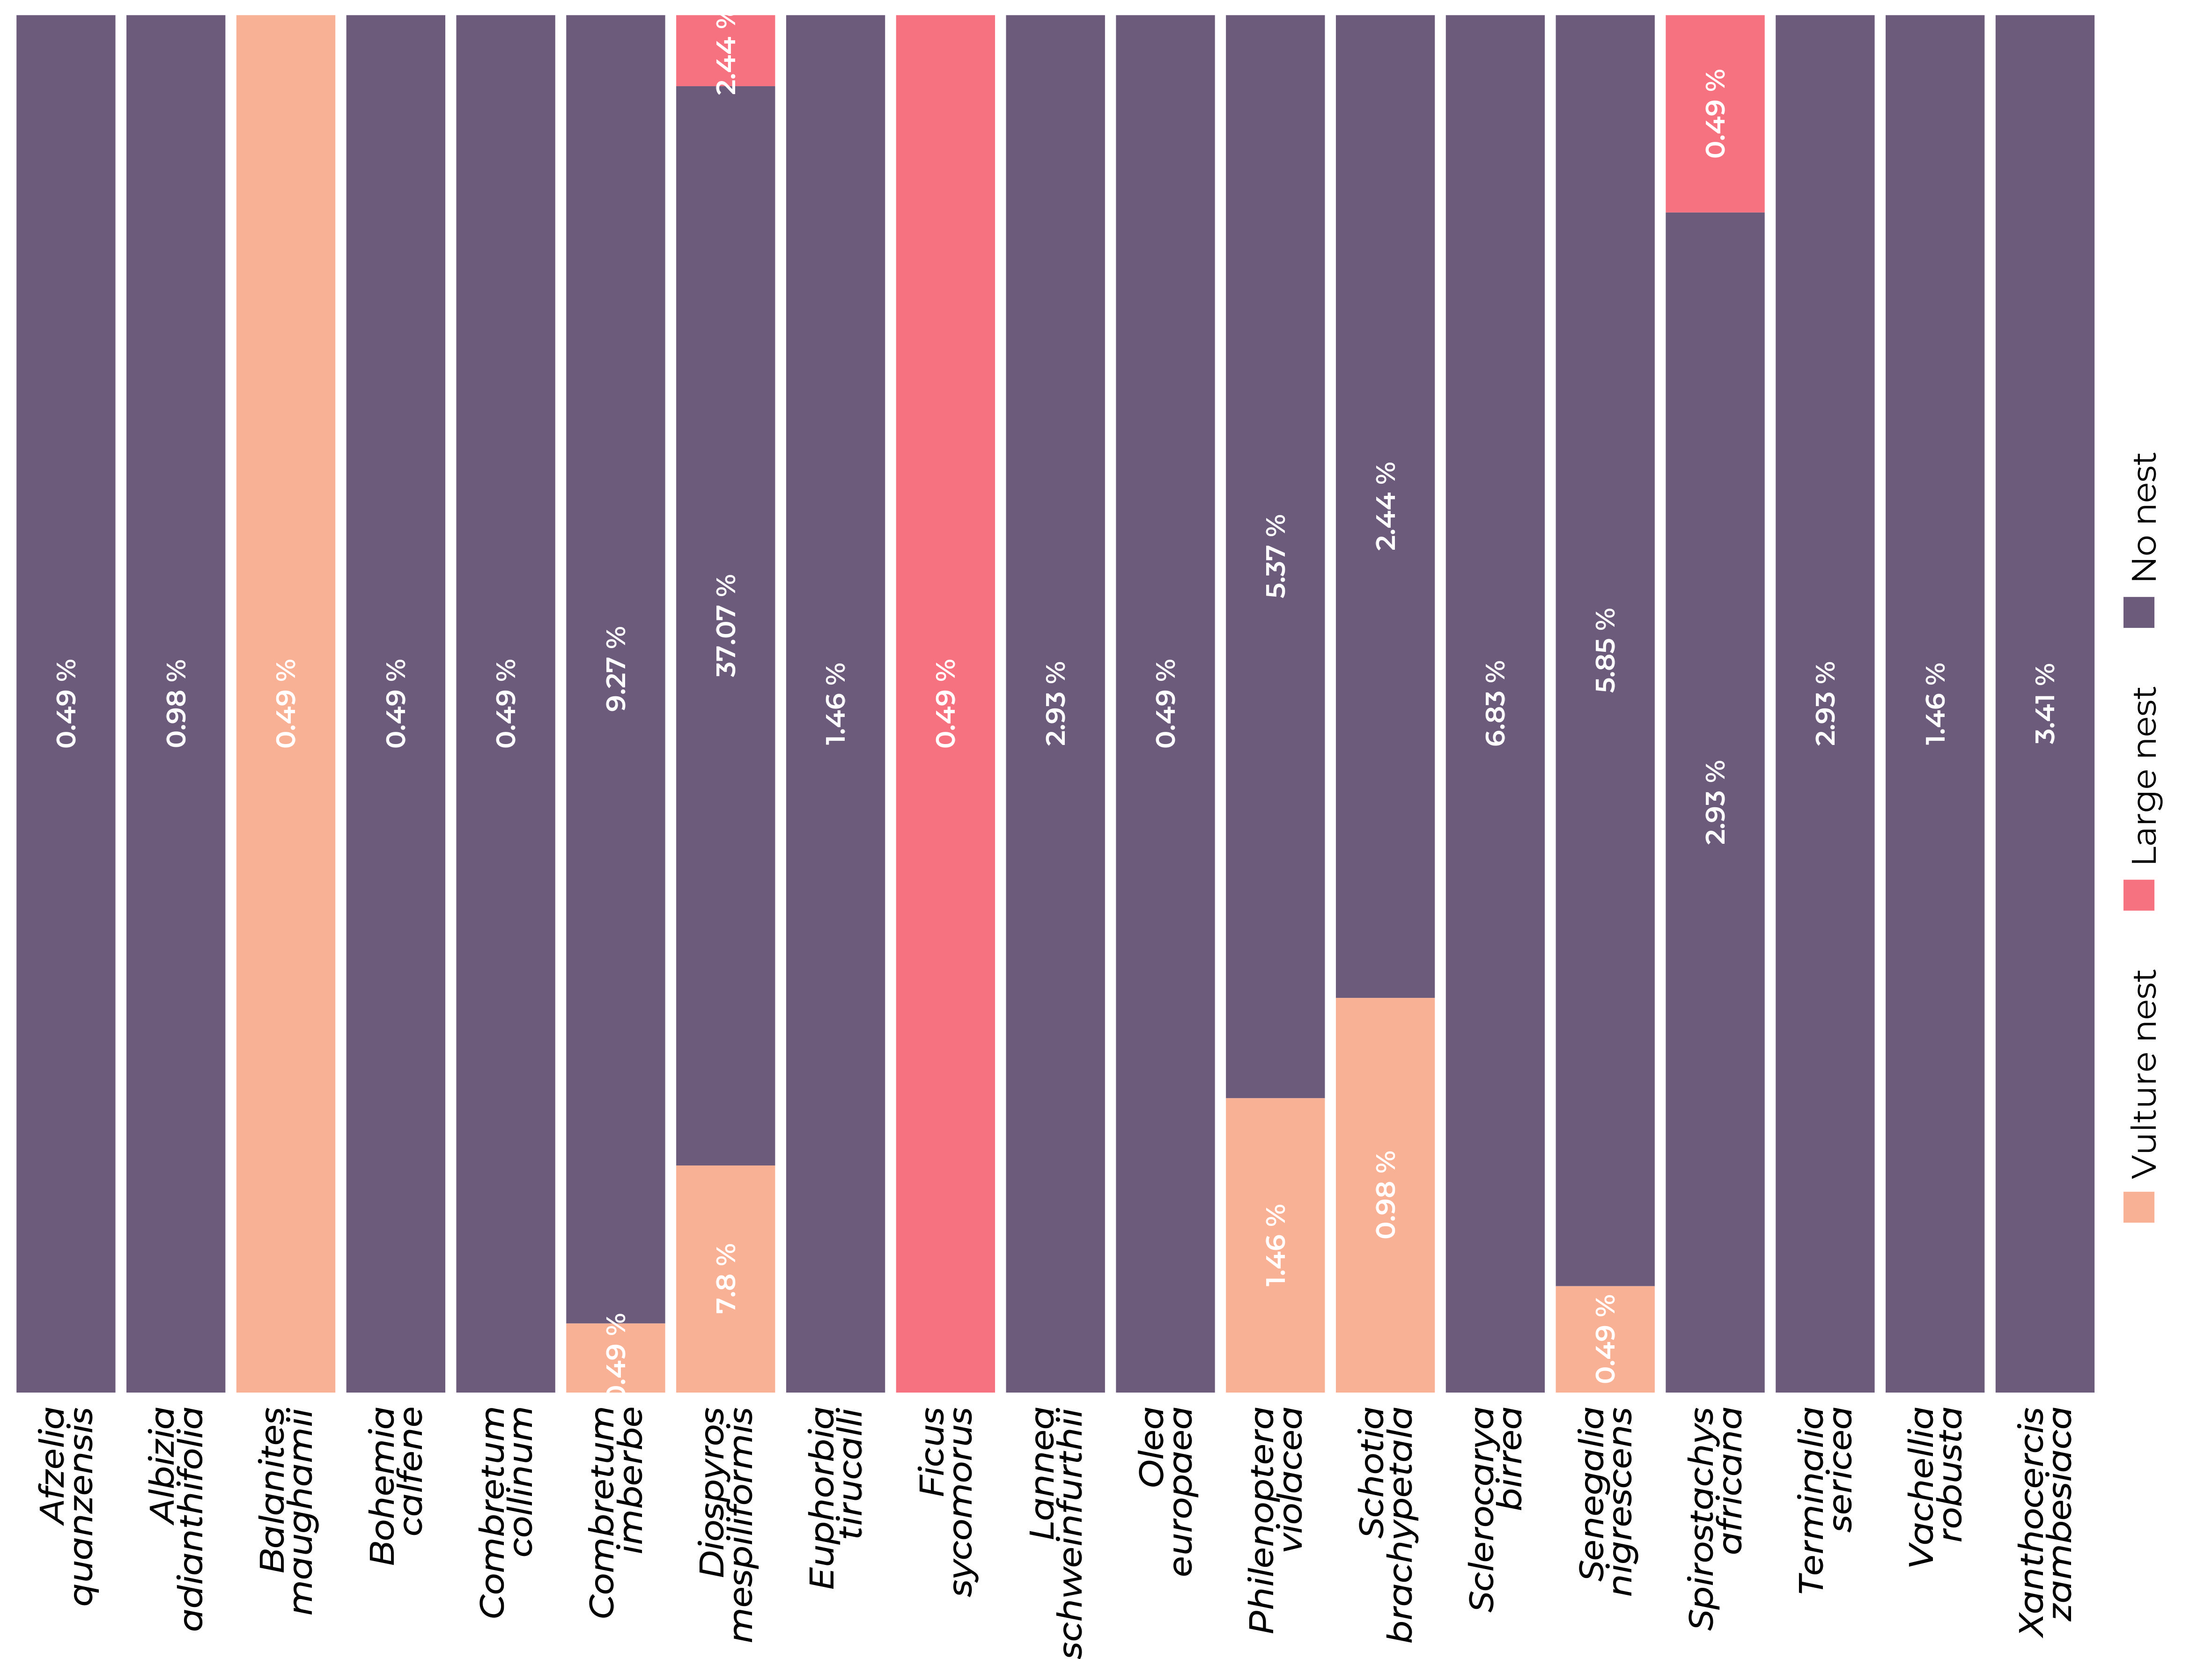 Afzelia
quanzensis
0.49 %
Albizia
adianthifolia
0.98 %
Balanites
maughamii
0.49 %
Bohemia
calfene
0.49 %
Combretum
collinum
0.49 %
Combretum
imberbe
0.49 %
9.27 %
Diospyros
mespiliformis
7.8 %
37.07 %
2.44 %
Euphorbia
tirucalli
1.46 %
Ficus
sycomorus
0.49 %
Lannea
schweinfurthii
2.93 %
Olea
europaea
0.49 %
Philenoptera
violacea
1.46 %
5.37 %
Schotia
brachypetala
0.98 %
2.44 %
Sclerocarya
birrea
6.83 %
Senegalia
nigrescens
0.49 %
5.85 %
Spirostachys
africana
2.93 %
0.49 %
Terminalia
sericea
2.93 %
Vachellia
robusta
1.46 %
Xanthocercis
zambesiaca
3.41 %
Vulture nest
Large nest
No nest